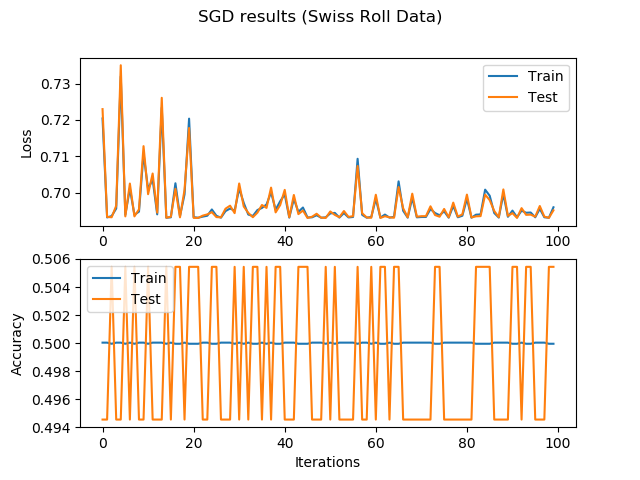 SGD results (Swiss Roll Data)
0.73
0.72
0.71
0.70
Loss
Train
Test
0
20
40
60
80
100
0.506
0.504
0.502
0.500
0.498
0.496
0.494
Accuracy
Train
Test
0
20
40
60
80
100
Iterations